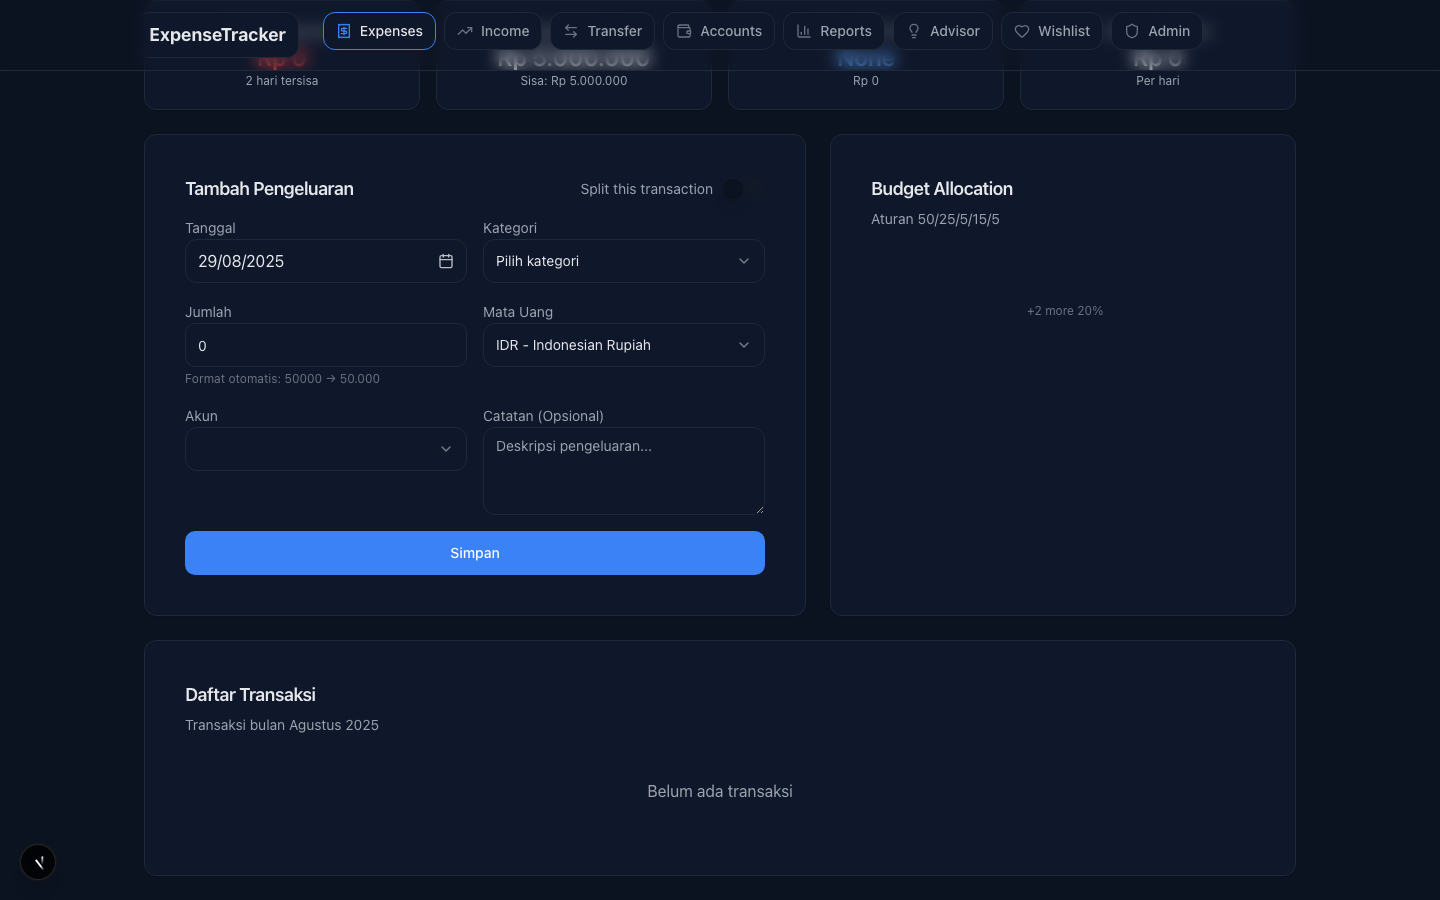 ExpenseTracker
Expenses
Income
Transfer
Accounts
Reports
Advisor
Wishlist
Admin
Rp 0
Rp 5.000.000
None
Rp 0
2 hari tersisa
Sisa: Rp 5.000.000
Rp 0
Per hari
Tambah Pengeluaran
Split this transaction
Tanggal
Kategori
29/08/2025
Pilih kategori
Jumlah
Mata Uang
0
IDR - Indonesian Rupiah
Format otomatis: 50000 → 50.000
Akun
Catatan (Opsional)
Deskripsi pengeluaran...
Simpan
Budget Allocation
Aturan 50/25/5/15/5
+2 more 20%
Daftar Transaksi
Transaksi bulan Agustus 2025
Belum ada transaksi